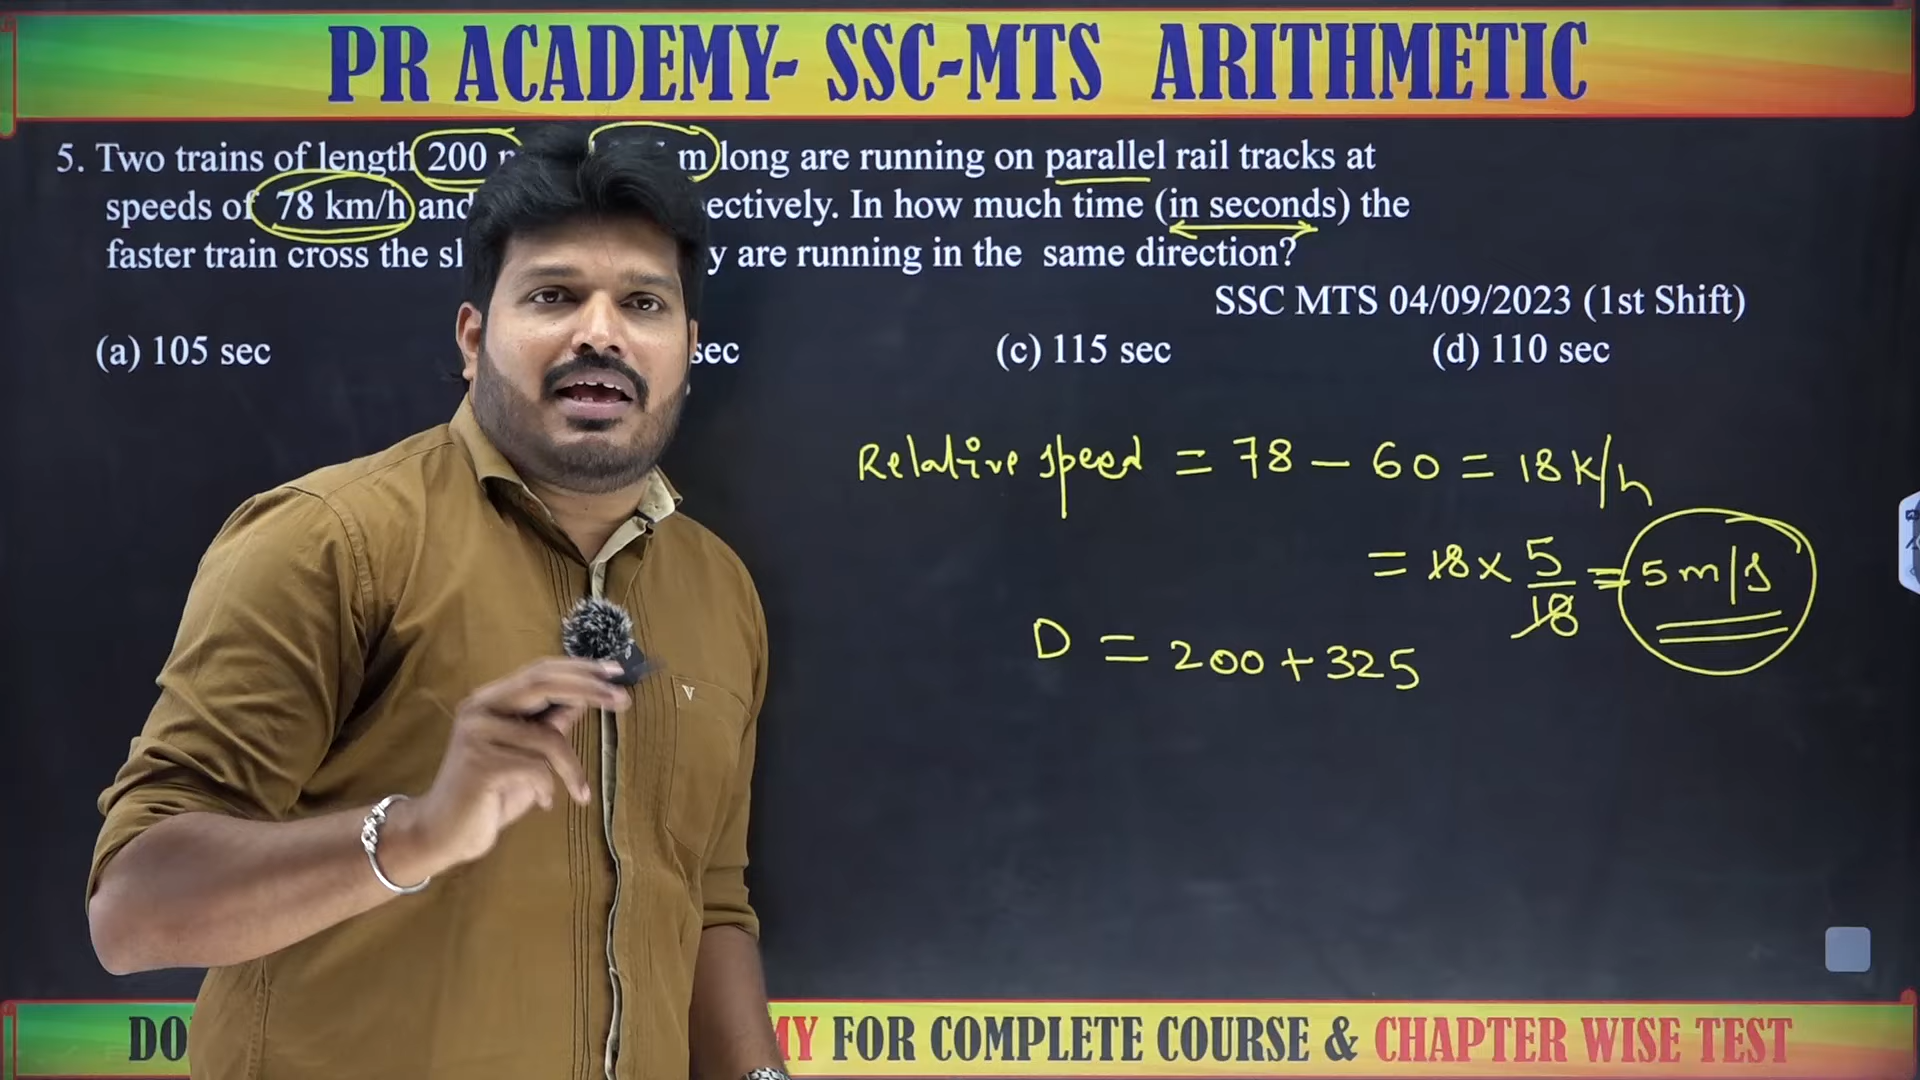 PR ACADEMY- SSC-MTS ARITHMETIC
5. Two trains of length 200 m long are running on parallel rail tracks at
speeds of 78 km/h and ectively. In how much time (in seconds) the
faster train cross the sl y are running in the same direction?
SSC MTS 04/09/2023 (1st Shift)
(a) 105 sec sec (c) 115 sec (d) 110 sec
Relative speed = 78 - 60 = 18 K/h
= 18 × 5/18 = 5 m/s
D = 200 + 325
V
DO MY FOR COMPLETE COURSE & CHAPTER WISE TEST